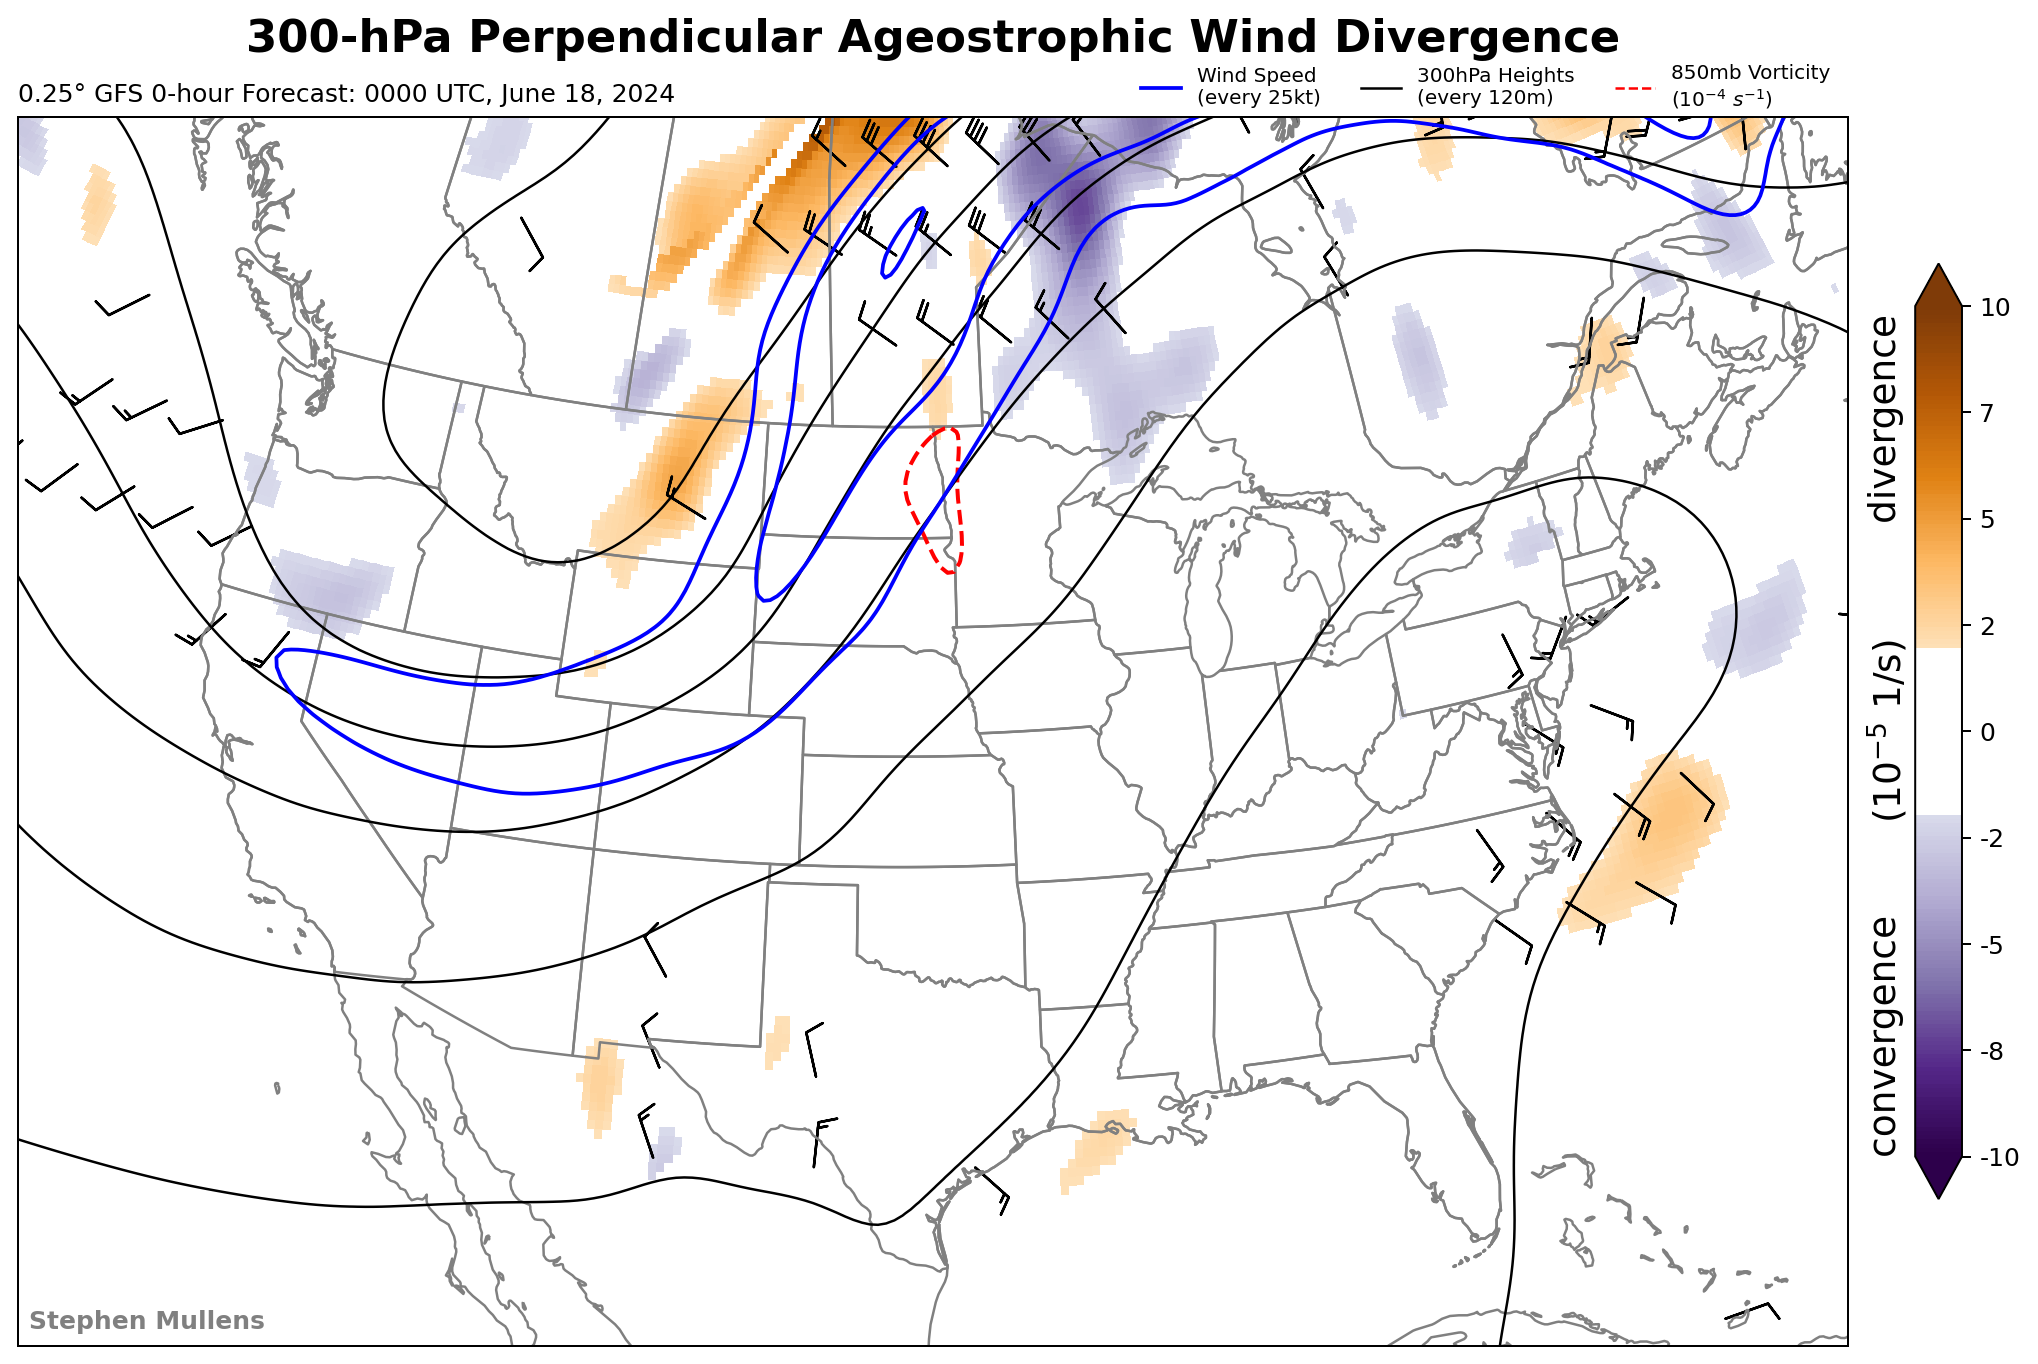 300-hPa Perpendicular Ageostrophic Wind Divergence
0.25° GFS 0-hour Forecast: 0000 UTC, June 18, 2024
Wind Speed
(every 25kt)
300hPa Heights
(every 120m)
850mb Vorticity
(10⁻⁴ s⁻¹)
10
7
5
2
0
-2
-5
-8
-10
convergence (10⁻⁵ 1/s) divergence
Stephen Mullens